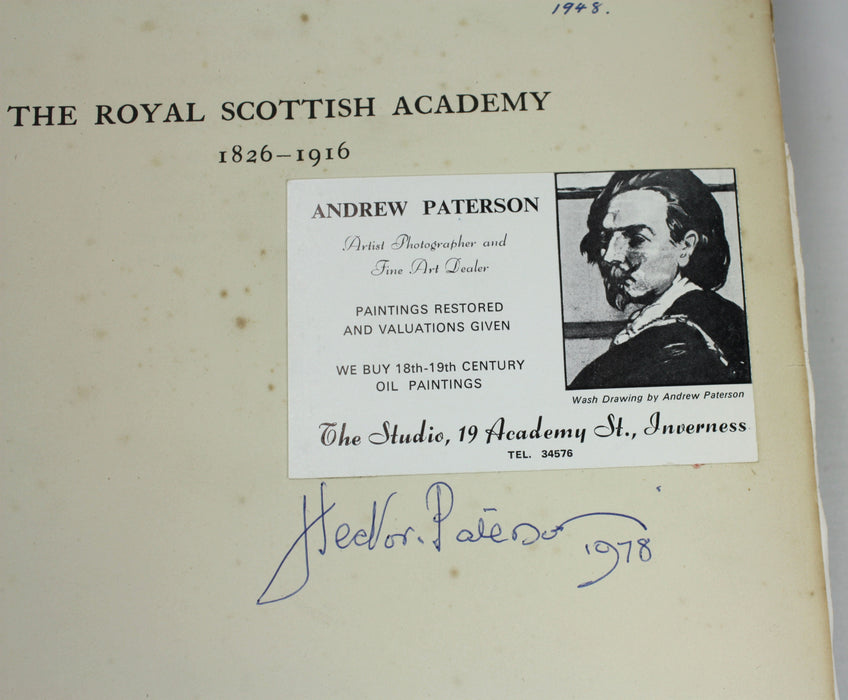 1948.
THE ROYAL SCOTTISH ACADEMY
1826–1916
ANDREW PATERSON
Artist Photographer and
Fine Art Dealer
PAINTINGS RESTORED
AND VALUATIONS GIVEN
WE BUY 18th-19th CENTURY
OIL PAINTINGS
Wash Drawing by Andrew Paterson
The Studio, 19 Academy St., Inverness
TEL. 34576
Hector Paterson 1978